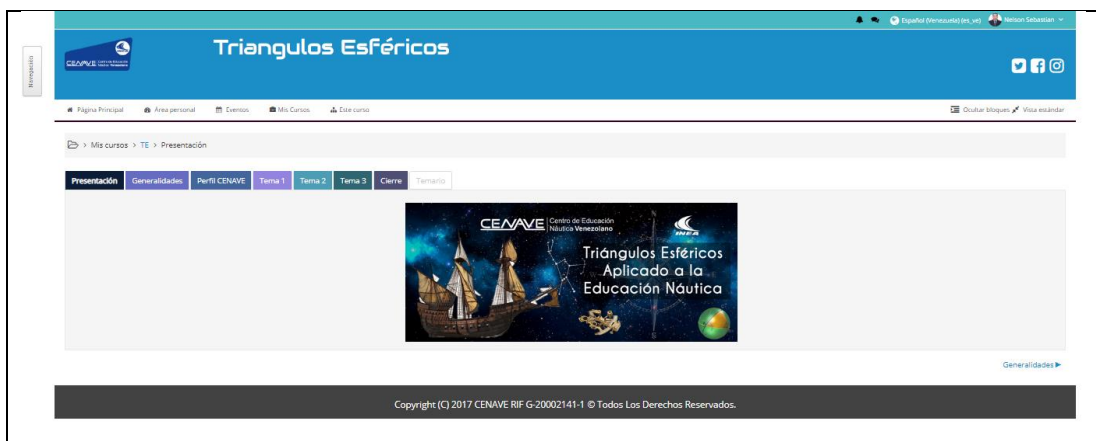 Español (Venezuela) (es_ve) Nelson Sebastian
Navegación
CENAVE
Triangulos Esféricos
Página Principal Area personal Eventos Mis Cursos Este curso Ocultar bloques Vista estándar
> Mis cursos > TE > Presentación
Presentación Generalidades Perfil CENAVE Tema 1 Tema 2 Tema 3 Cierre Temario
CENAVE Centro de Educación
Náutica Venezolano
INEA
Triángulos Esféricos
Aplicado a la
Educación Náutica
N
S
Generalidades ►
Copyright (C) 2017 CENAVE RIF G-20002141-1 © Todos Los Derechos Reservados.